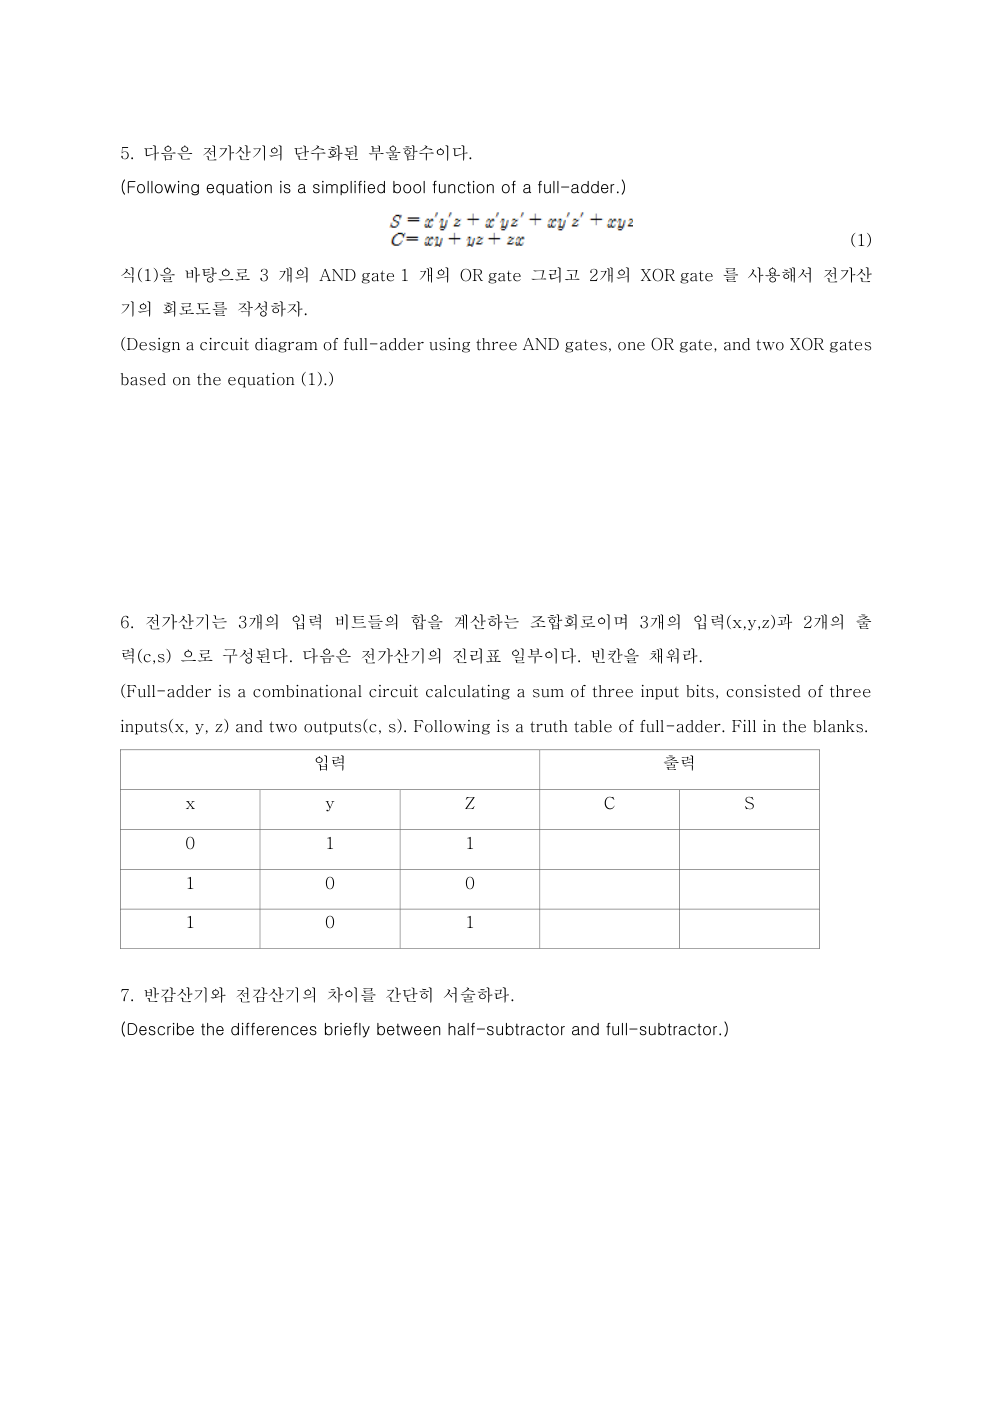 5. 다음은 전가산기의 단수화된 부울함수이다.
(Following equation is a simplified bool function of a full-adder.)
S = x′y′z + x′yz′ + xy′z′ + xyz
C = xy + yz + zx (1)
식(1)을 바탕으로 3 개의 AND gate 1 개의 OR gate 그리고 2개의 XOR gate 를 사용해서 전가산
기의 회로도를 작성하자.
(Design a circuit diagram of full-adder using three AND gates, one OR gate, and two XOR gates
based on the equation (1).)
6. 전가산기는 3개의 입력 비트들의 합을 계산하는 조합회로이며 3개의 입력(x,y,z)과 2개의 출
력(c,s) 으로 구성된다. 다음은 전가산기의 진리표 일부이다. 빈칸을 채워라.
(Full-adder is a combinational circuit calculating a sum of three input bits, consisted of three
inputs(x, y, z) and two outputs(c, s). Following is a truth table of full-adder. Fill in the blanks.
입력 출력
x y Z C S
0 1 1
1 0 0
1 0 1
7. 반감산기와 전감산기의 차이를 간단히 서술하라.
(Describe the differences briefly between half-subtractor and full-subtractor.)